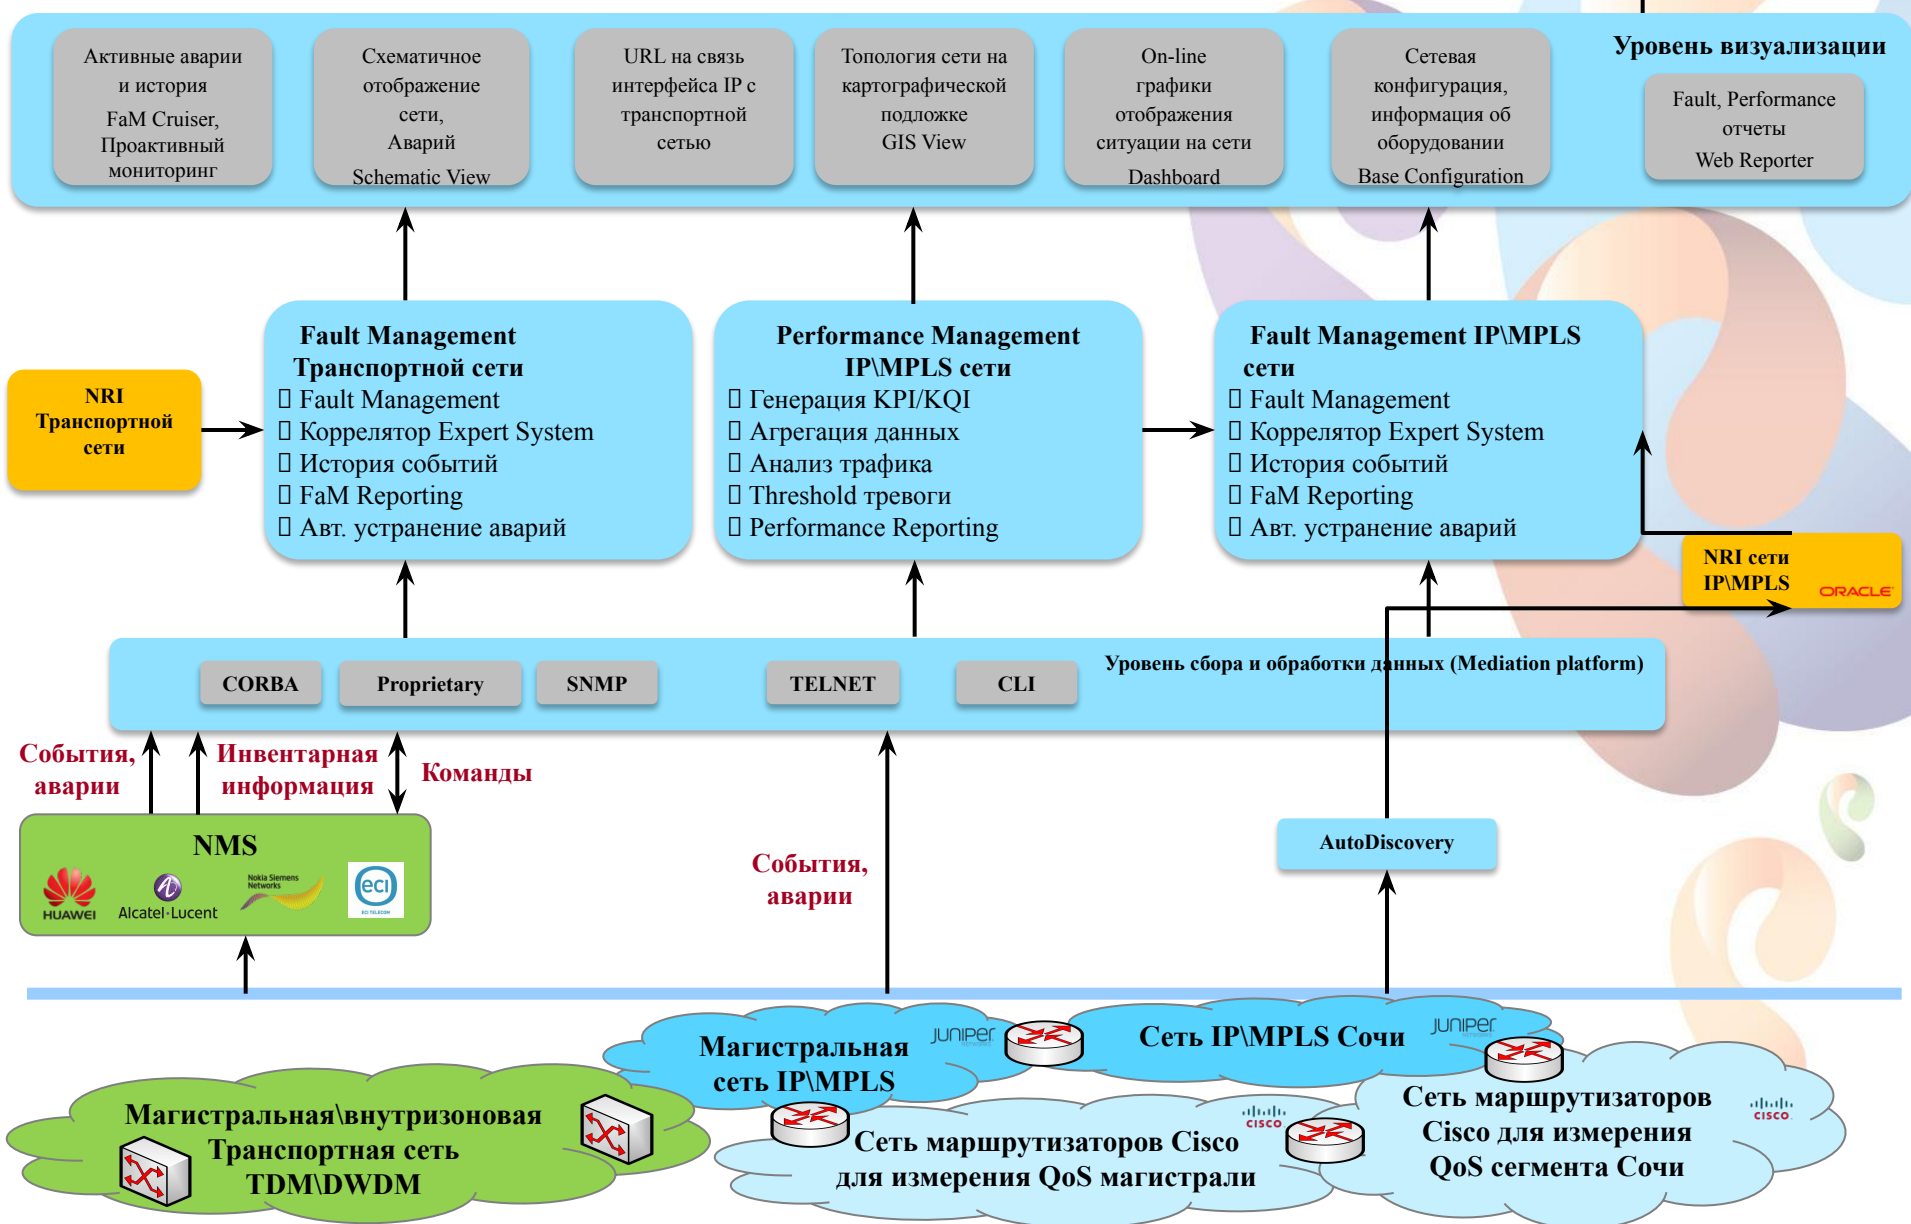 Уровень визуализации
Активные аварии
и история
FaM Cruiser,
Проактивный
мониторинг
Схематичное
отображение
сети,
Аварий
Schematic View
URL на связь
интерфейса IP с
транспортной
сетью
Топология сети на
картографической
подложке
GIS View
On-line
графики
отображения
ситуации на сети
Dashboard
Сетевая
конфигурация,
информация об
оборудовании
Base Configuration
Fault, Performance
отчеты
Web Reporter
NRI
Транспортной
сети
Fault Management
Транспортной сети
Fault Management
Коррелятор Expert System
История событий
FaM Reporting
Авт. устранение аварий
Performance Management
IP\MPLS сети
Генерация KPI/KQI
Агрегация данных
Анализ трафика
Threshold тревоги
Performance Reporting
Fault Management IP\MPLS
сети
Fault Management
Коррелятор Expert System
История событий
FaM Reporting
Авт. устранение аварий
NRI сети
IP\MPLS
ORACLE
Уровень сбора и обработки данных (Mediation platform)
CORBA
Proprietary
SNMP
TELNET
CLI
События,
аварии
Инвентарная
информация
Команды
NMS
HUAWEI
Alcatel·Lucent
Nokia Siemens
Networks
eci
ECI TELECOM
События,
аварии
AutoDiscovery
Магистральная
сеть IP\MPLS
JUNIPER
NETWORKS
Сеть IP\MPLS Сочи
JUNIPER
NETWORKS
Магистральная\внутризоновая
Транспортная сеть
TDM\DWDM
Сеть маршрутизаторов Cisco
для измерения QoS магистрали
CISCO
Сеть маршрутизаторов
Cisco для измерения
QoS сегмента Сочи
CISCO